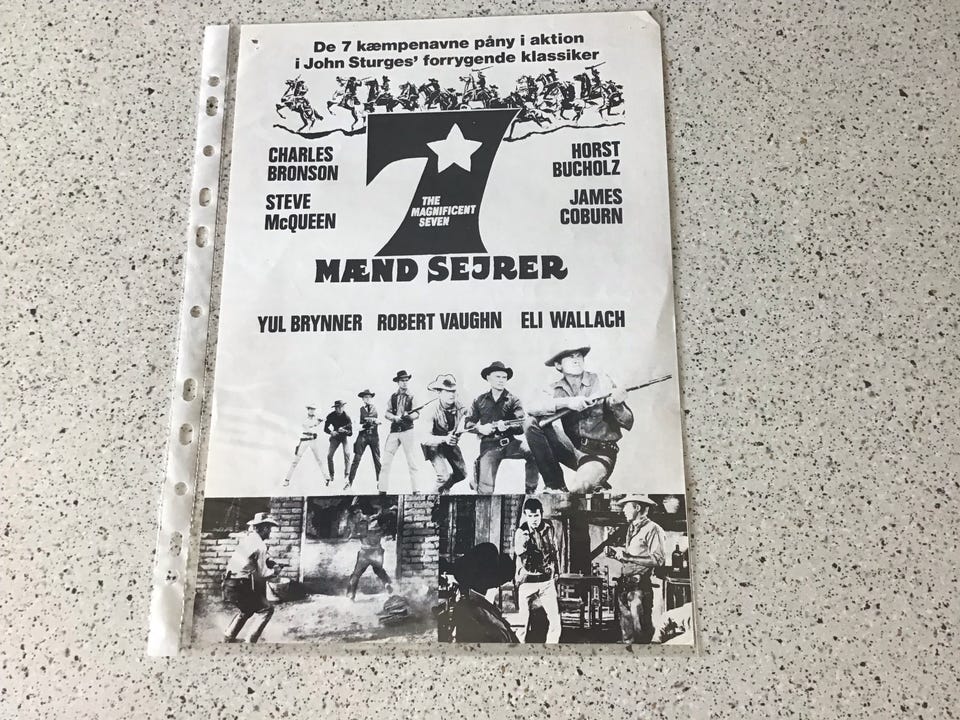 De 7 kæmpenavne påny i aktion
i John Sturges' forrygende klassiker
CHARLES
BRONSON
HORST
BUCHOLZ
STEVE
McQUEEN
JAMES
COBURN
7
THE
MAGNIFICENT
SEVEN
MÆND SEJRER
YUL BRYNNER ROBERT VAUGHN ELI WALLACH